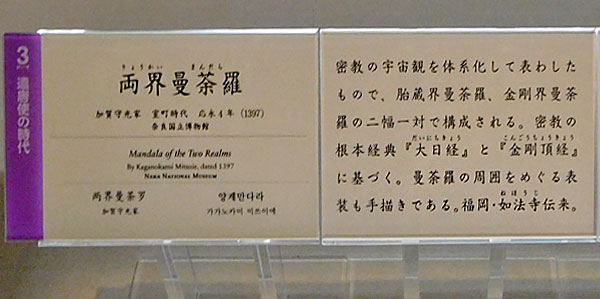 3
遣唐使の時代
りょうかい まんだら
両界曼荼羅
加賀守光家 室町時代 応永4年(1397)
奈良国立博物館
Mandala of the Two Realms
By Kaganokami Mitsuie, dated 1397
Nara National Museum
两界曼荼罗
加賀守光家
양계만다라
가가노카미 미쓰이에
密教の宇宙観を体系化して表わした
もので、胎蔵界曼荼羅、金剛界曼荼
羅の二幅一対で構成される。密教の
だいにちきょう こんごうちょうきょう
根本経典『大日経』と『金剛頂経』
に基づく。曼荼羅の周囲をめぐる表
ねほうじ
装も手描きである。福岡・如法寺伝来。